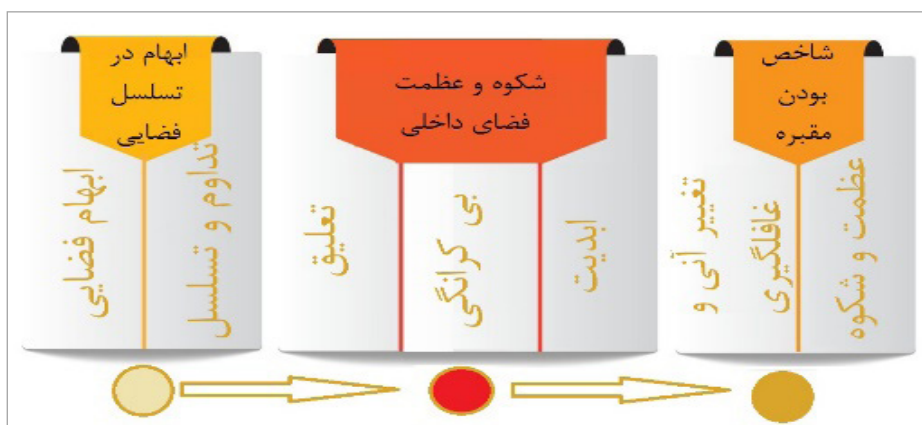 شاخص
بودن
مقبره
عظمت و شکوه
تغییر آنی و
غافلگیری
شکوه و عظمت
فضای داخلی
ابدیت
بی کرانگی
تعلیق
ابهام در
تسلسل
فضایی
تداوم و تسلسل
ابهام فضایی